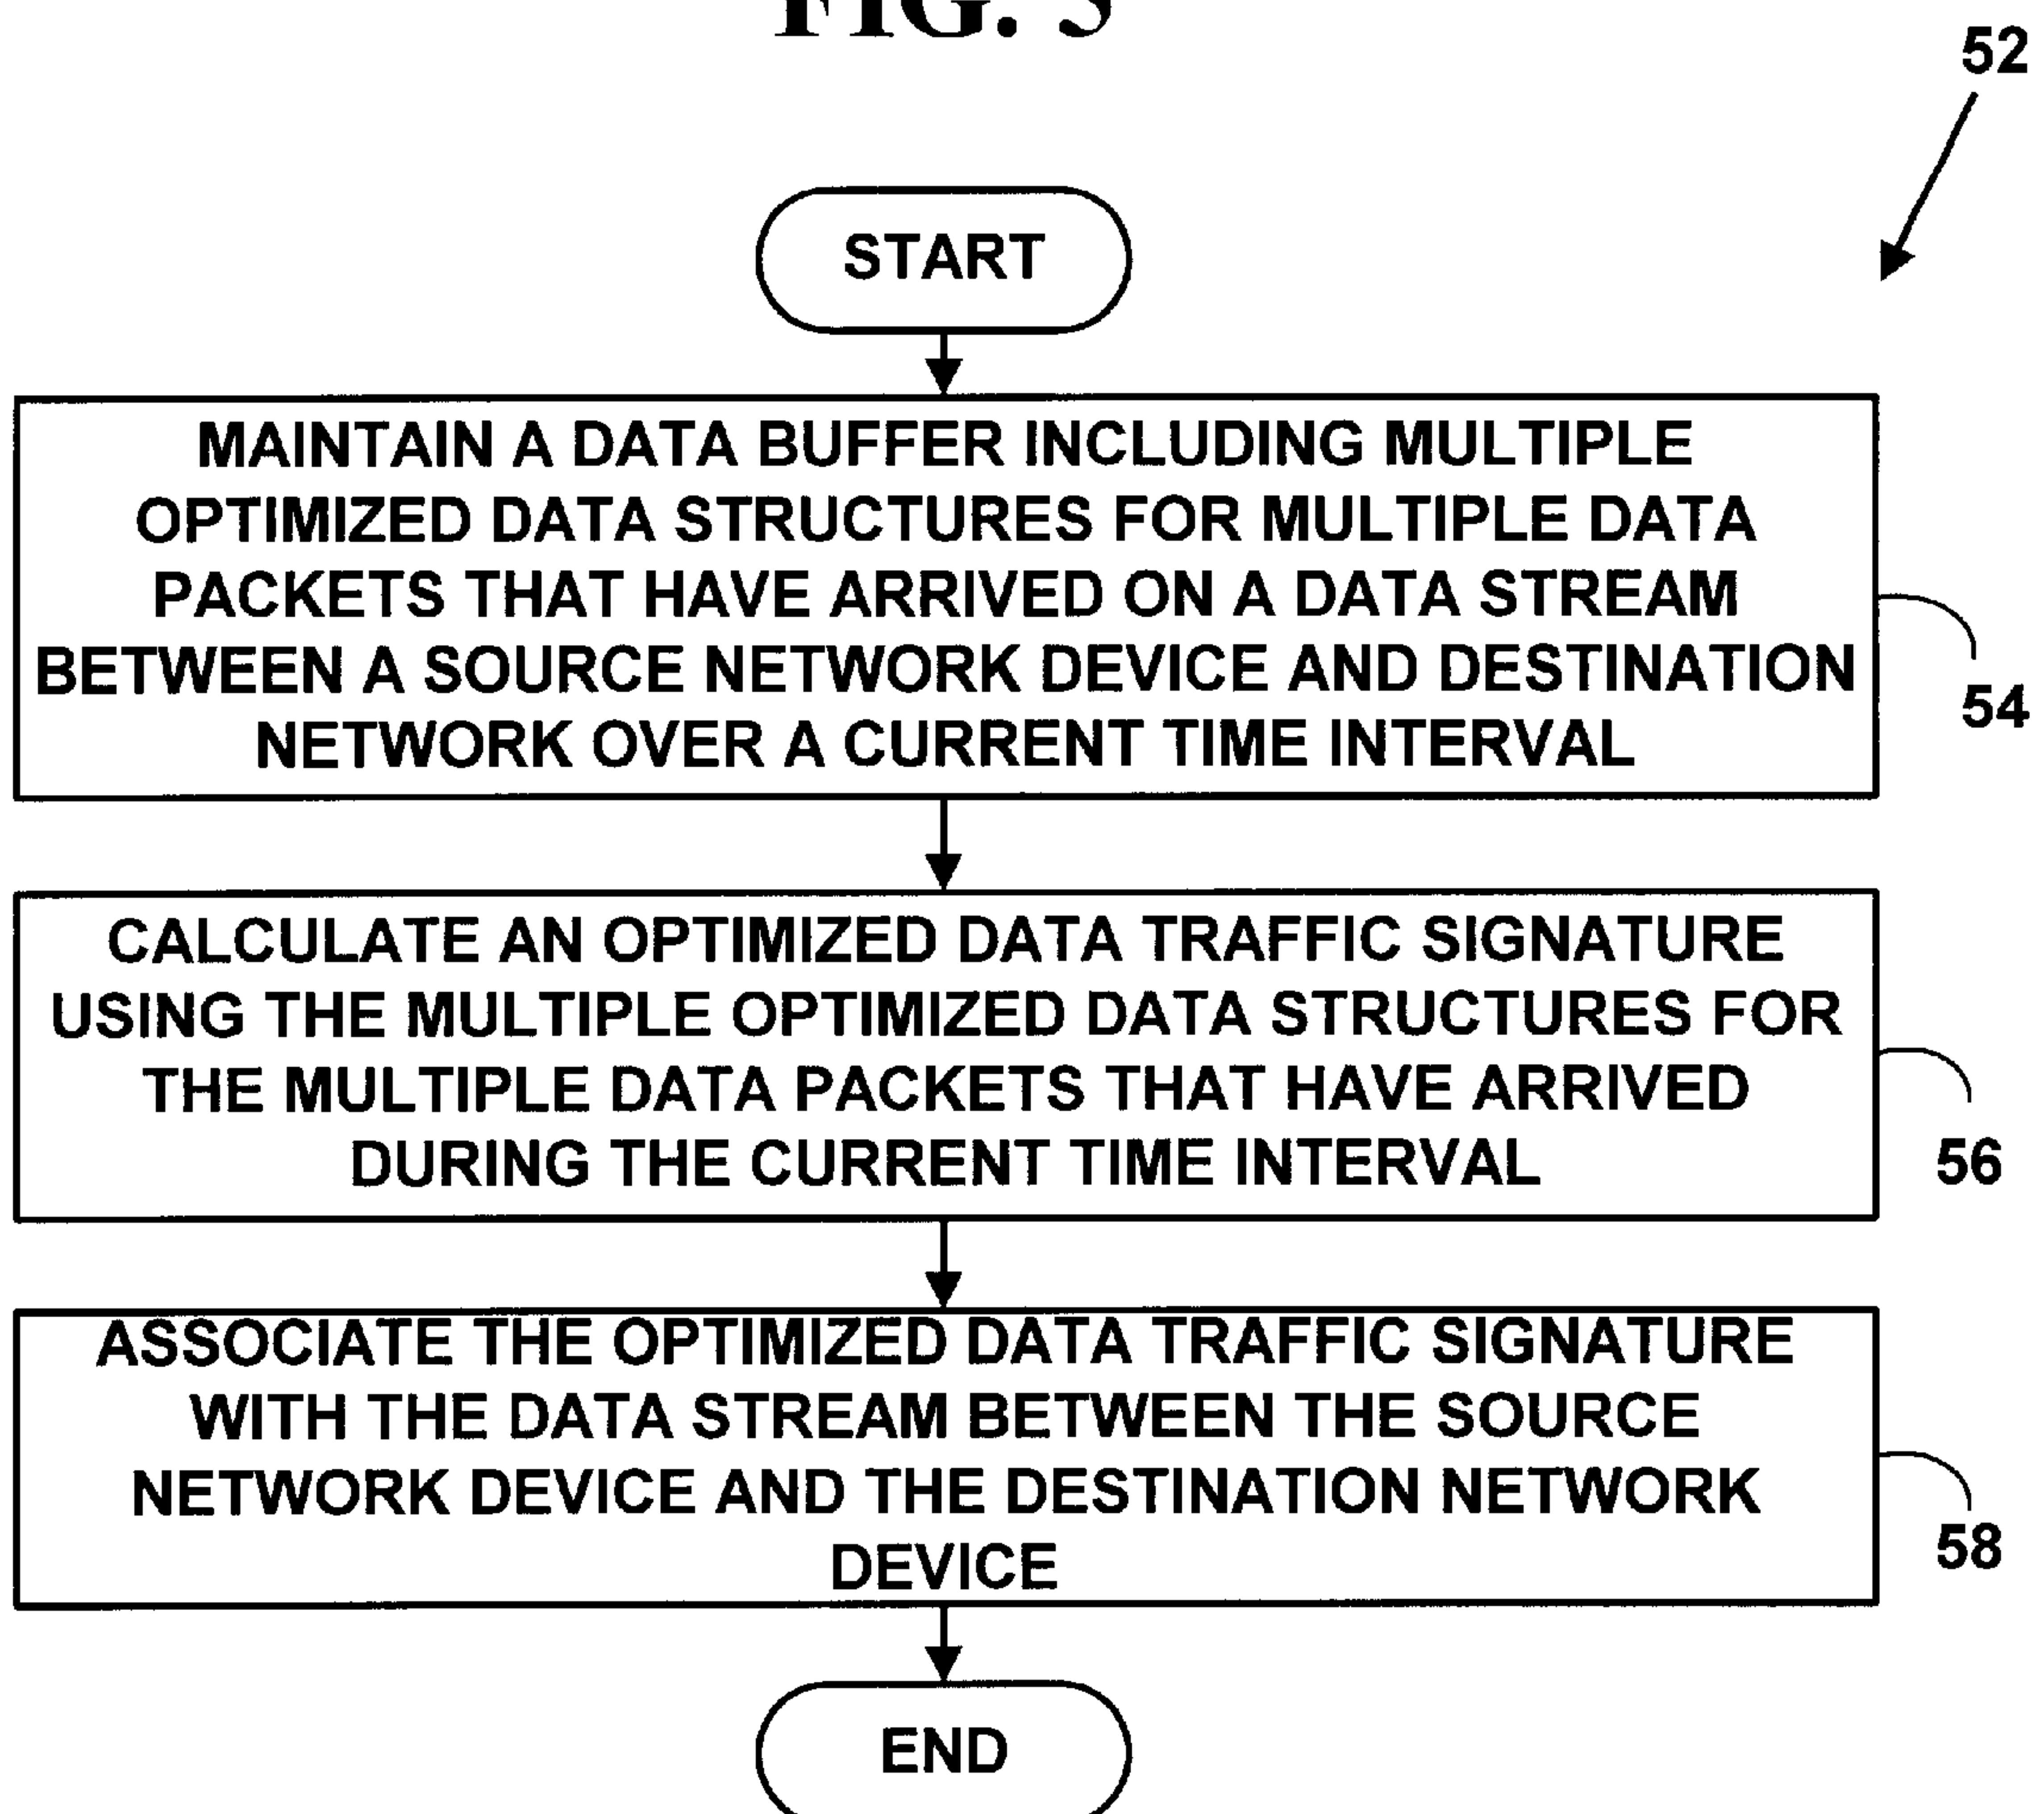 FIG. 3
52
START
MAINTAIN A DATA BUFFER INCLUDING MULTIPLE
OPTIMIZED DATA STRUCTURES FOR MULTIPLE DATA
PACKETS THAT HAVE ARRIVED ON A DATA STREAM
BETWEEN A SOURCE NETWORK DEVICE AND DESTINATION
NETWORK OVER A CURRENT TIME INTERVAL
54
CALCULATE AN OPTIMIZED DATA TRAFFIC SIGNATURE
USING THE MULTIPLE OPTIMIZED DATA STRUCTURES FOR
THE MULTIPLE DATA PACKETS THAT HAVE ARRIVED
DURING THE CURRENT TIME INTERVAL
56
ASSOCIATE THE OPTIMIZED DATA TRAFFIC SIGNATURE
WITH THE DATA STREAM BETWEEN THE SOURCE
NETWORK DEVICE AND THE DESTINATION NETWORK
DEVICE
58
END